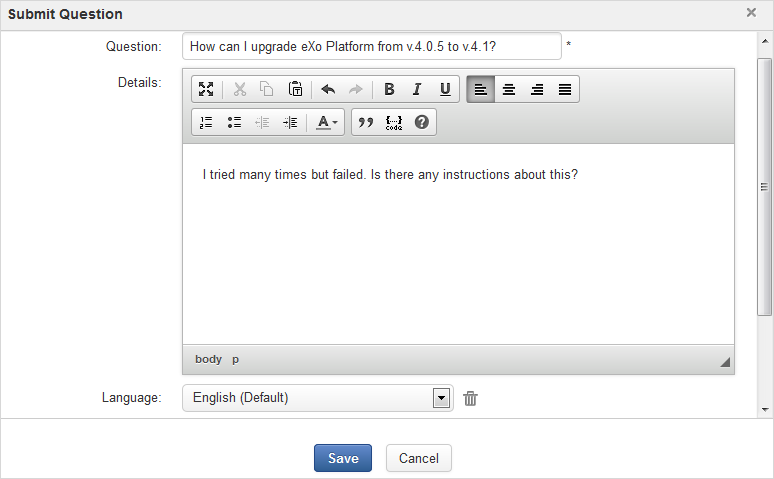 Submit Question
Question: How can I upgrade eXo Platform from v.4.0.5 to v.4.1? *
Details:
B I U
A code
I tried many times but failed. Is there any instructions about this?
body p
Language: English (Default)
Save Cancel